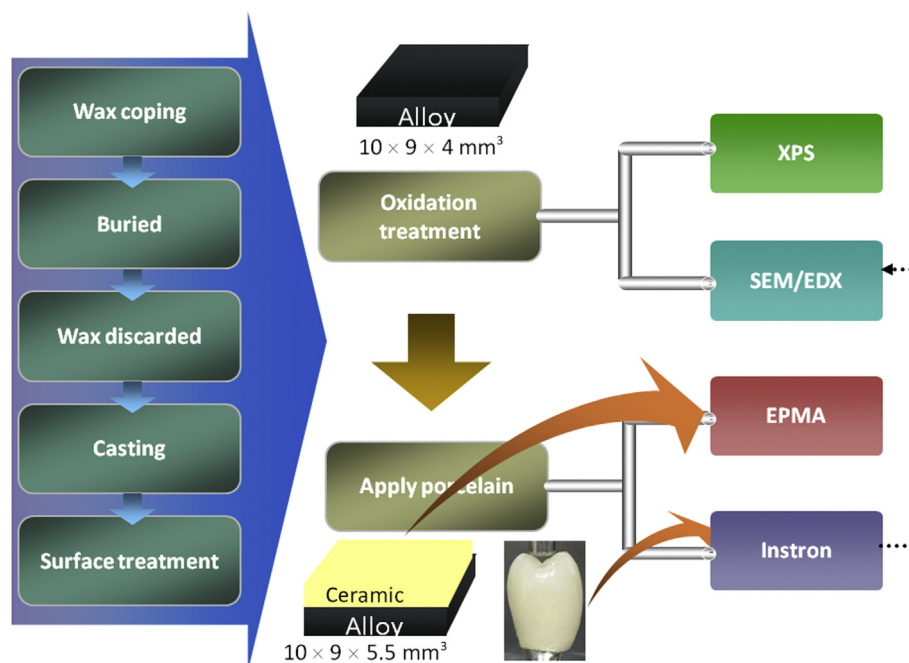 Wax coping
Buried
Wax discarded
Casting
Surface treatment
Alloy
10 × 9 × 4 mm³
Oxidation
treatment
XPS
SEM/EDX
Apply porcelain
EPMA
Instron
Ceramic
Alloy
10 × 9 × 5.5 mm³